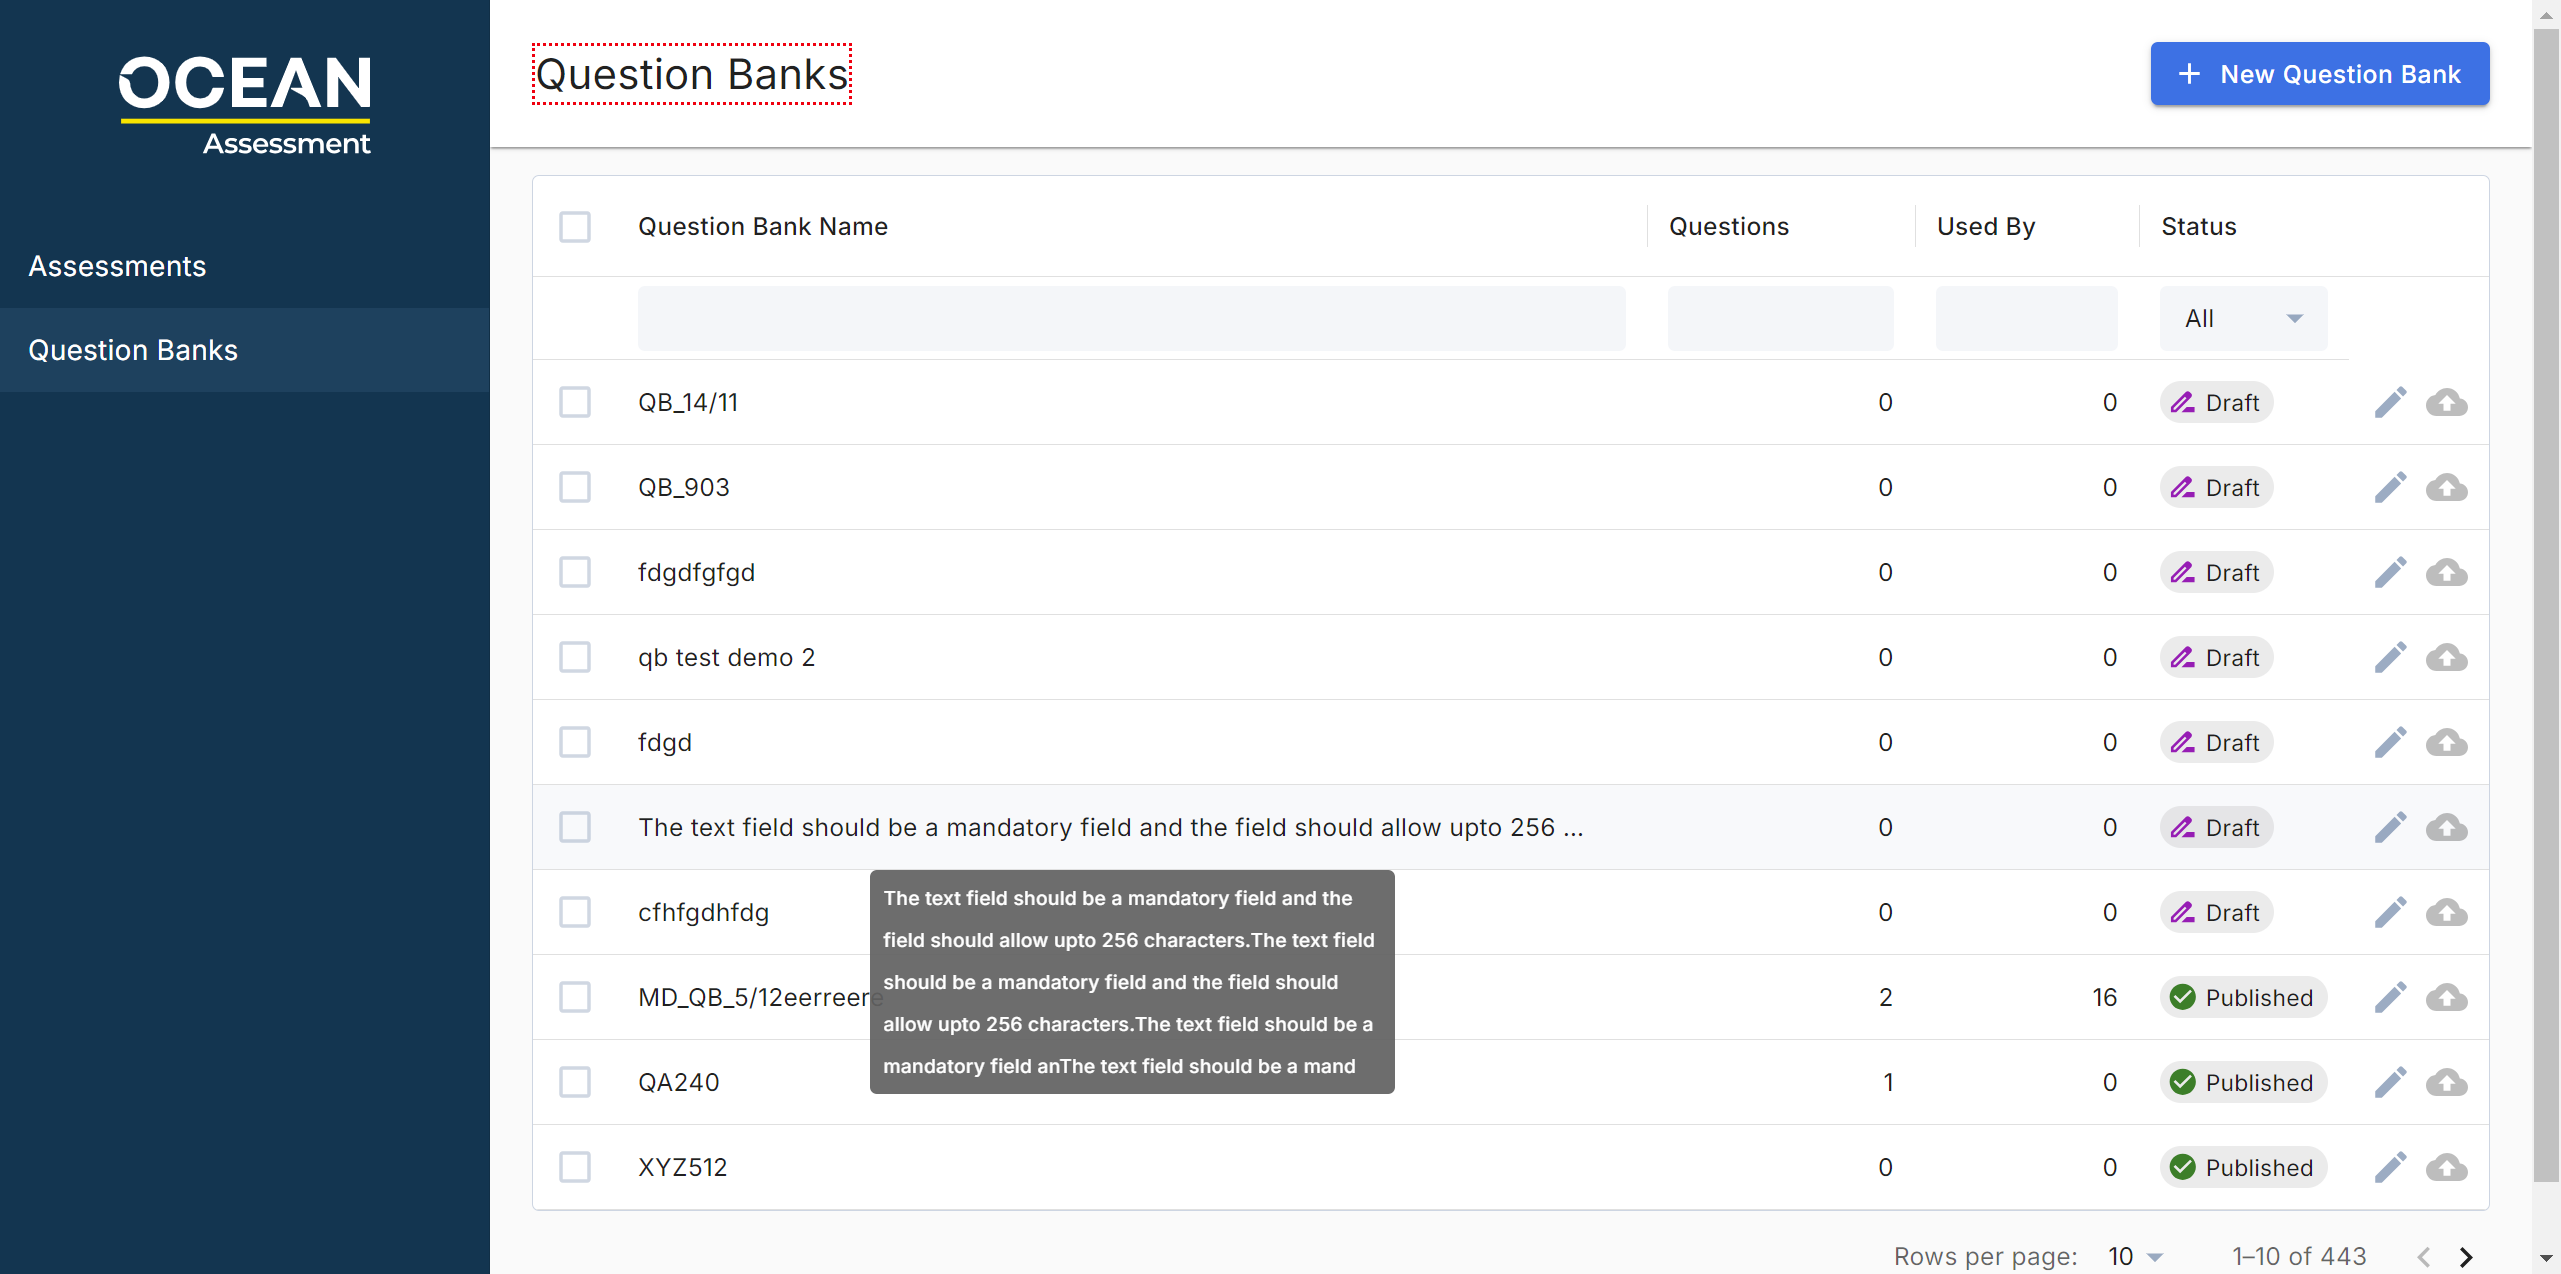 OCEAN
Assessment
Assessments
Question Banks
Question Banks
New Question Bank
Question Bank Name Questions Used By Status
All
QB_14/11 0 0 Draft
QB_903 0 0 Draft
fdgdfgfgd 0 0 Draft
qb test demo 2 0 0 Draft
fdgd 0 0 Draft
The text field should be a mandatory field and the field should allow upto 256 ... 0 0 Draft
cfhfgdhfdg 0 0 Draft
MD_QB_5/12eerreere 2 16 Published
QA240 1 0 Published
XYZ512 0 0 Published
The text field should be a mandatory field and the
field should allow upto 256 characters.The text field
should be a mandatory field and the field should
allow upto 256 characters.The text field should be a
mandatory field anThe text field should be a mand
Rows per page: 10 1–10 of 443